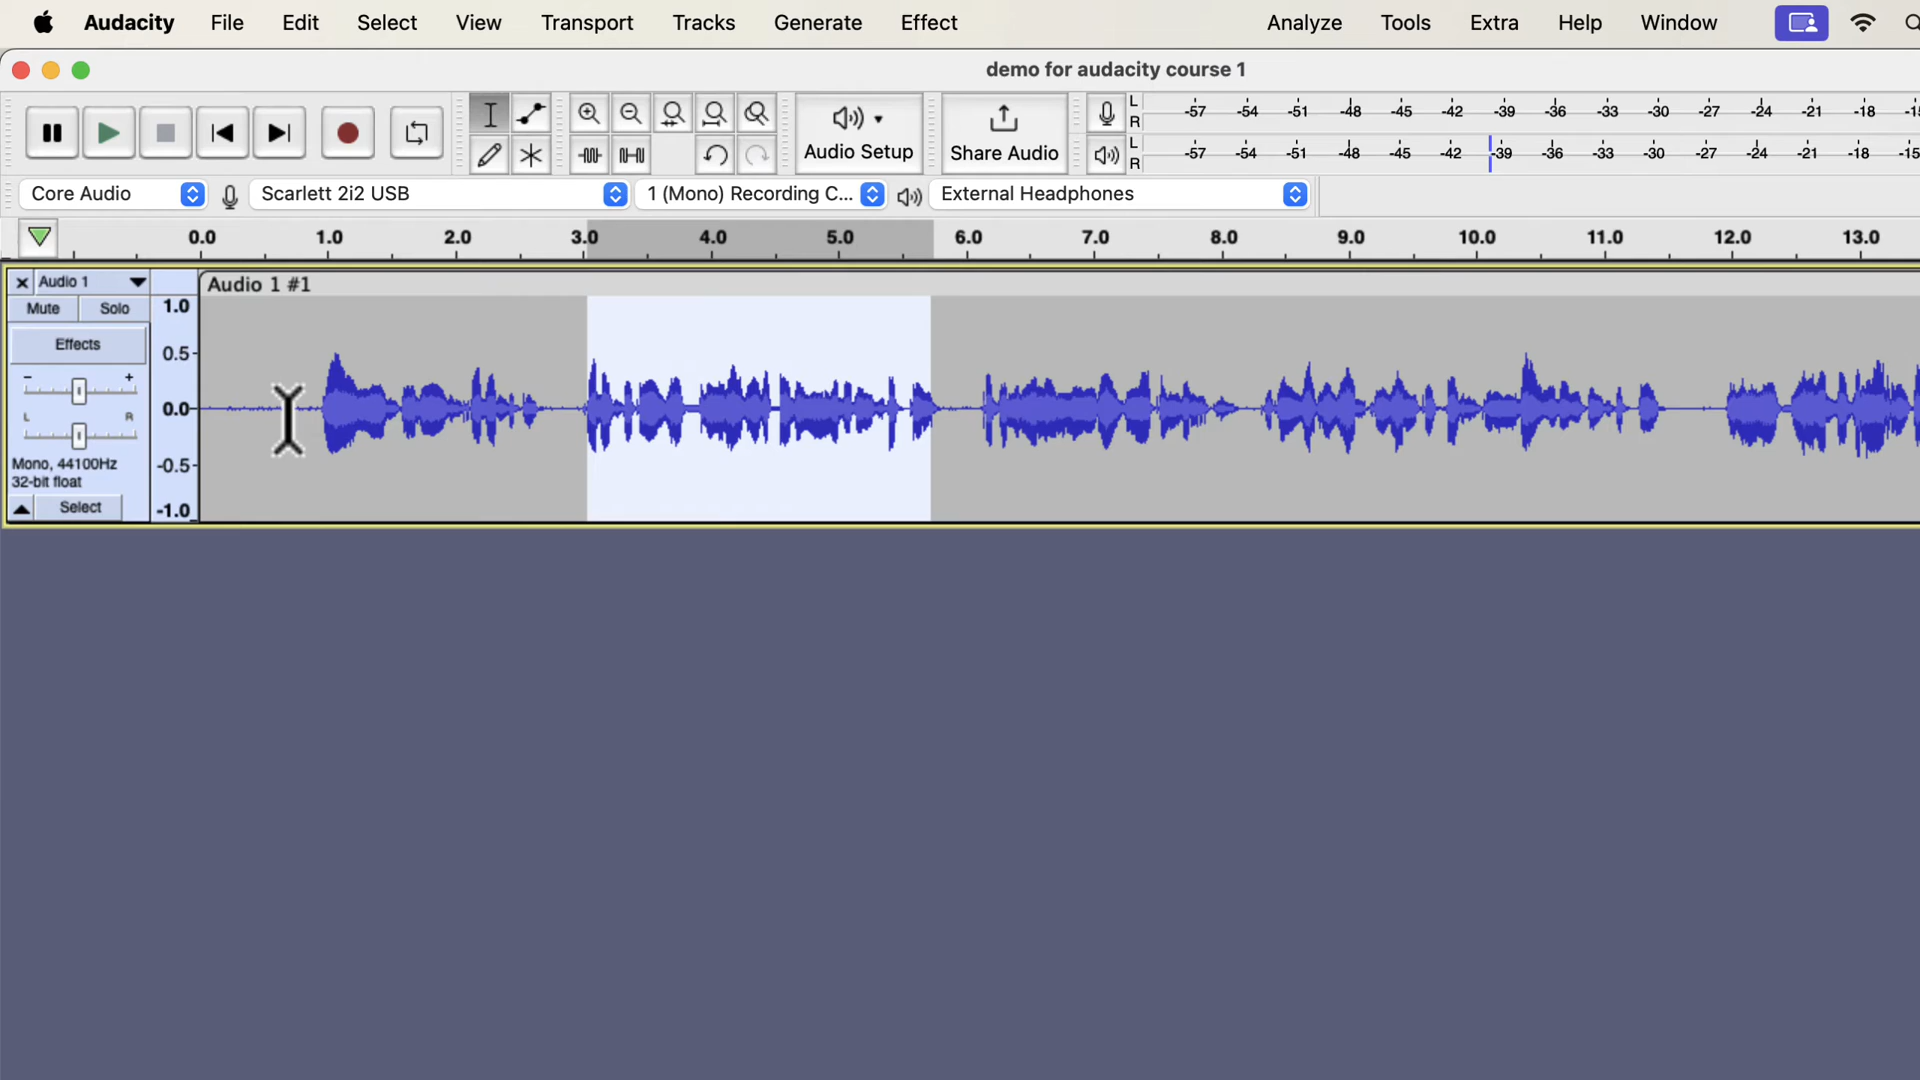 Audacity File Edit Select View Transport Tracks Generate Effect Analyze Tools Extra Help Window
demo for audacity course 1
Audio Setup Share Audio
L -57 -54 -51 -48 -45 -42 -39 -36 -33 -30 -27 -24 -21 -18
R
L -57 -54 -51 -48 -45 -42 -39 -36 -33 -30 -27 -24 -21 -18
R
Core Audio Scarlett 2i2 USB 1 (Mono) Recording C... External Headphones
0.0 1.0 2.0 3.0 4.0 5.0 6.0 7.0 8.0 9.0 10.0 11.0 12.0 13.0
Audio 1 Audio 1 #1
Mute Solo 1.0
Effects 0.5
- +
L R 0.0
Mono, 44100Hz -0.5
32-bit float
Select -1.0